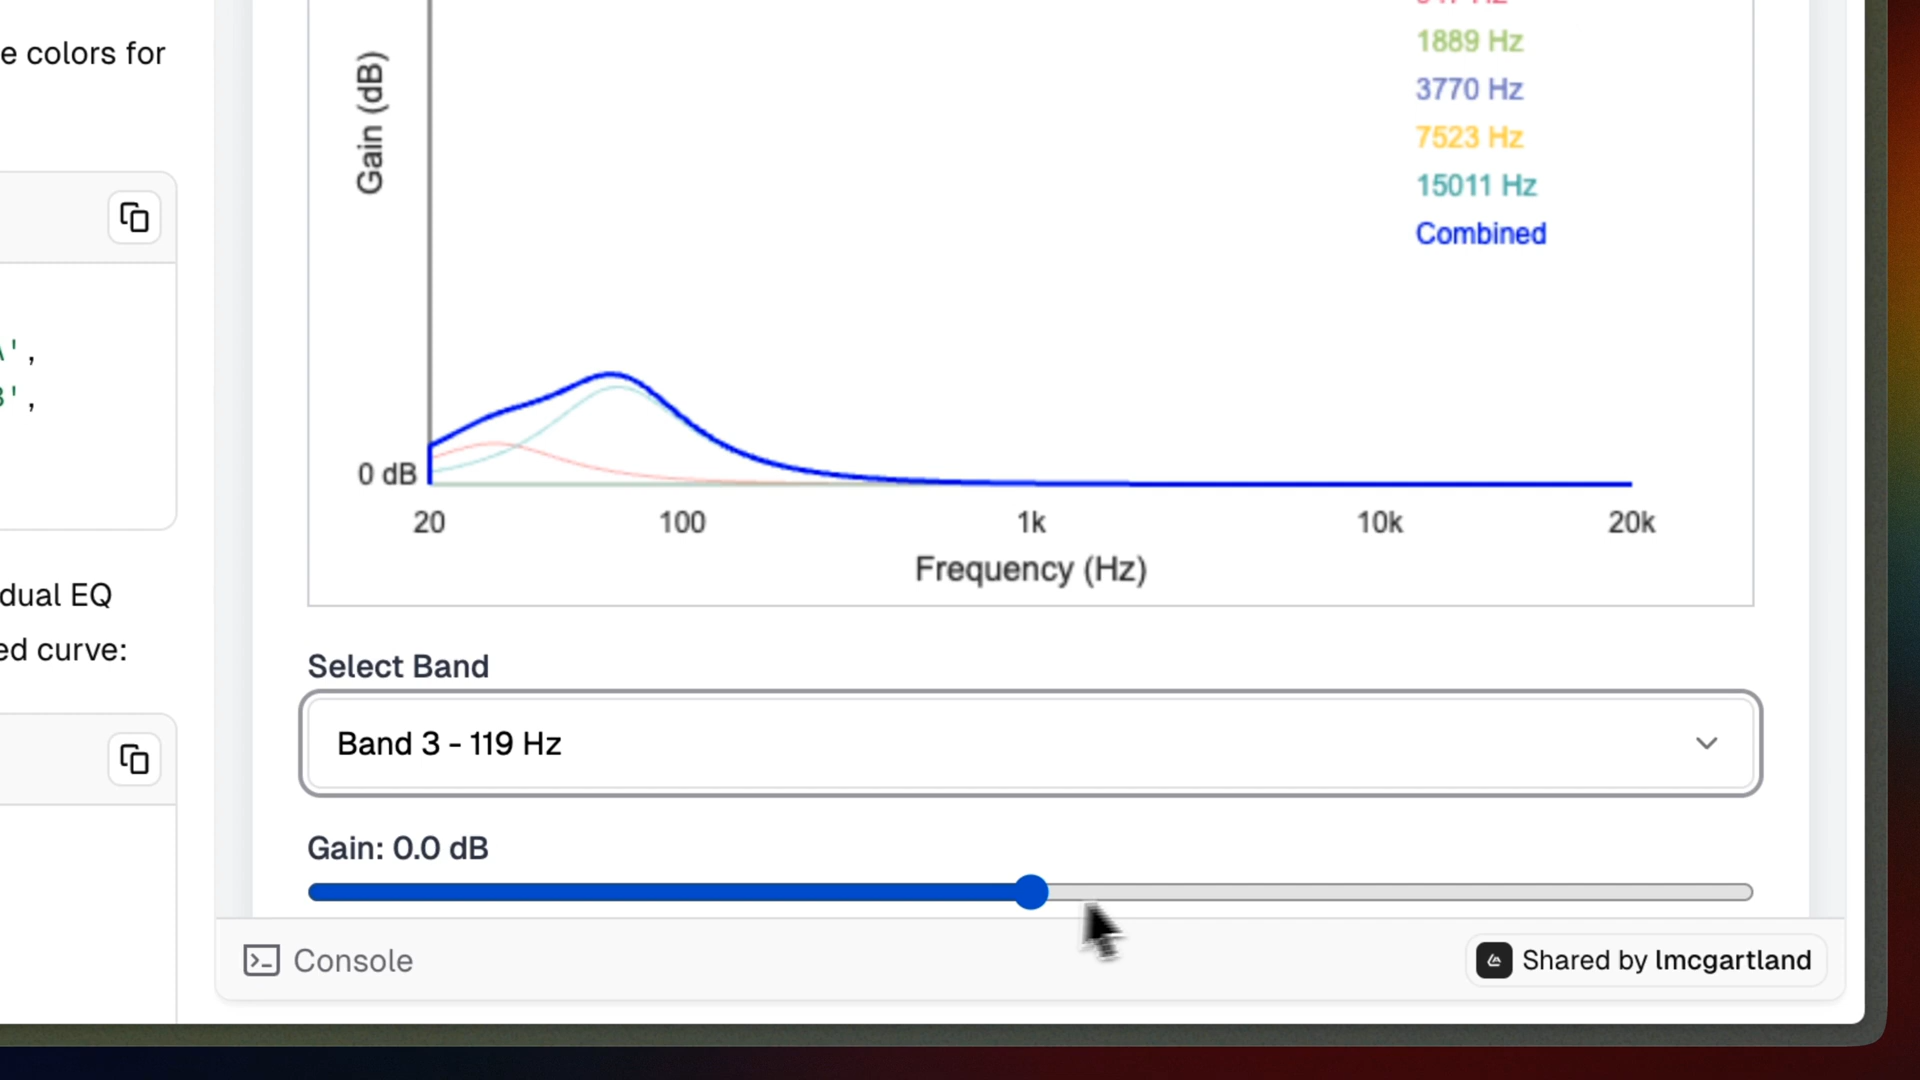 e colors for
',
',
dual EQ
ed curve:
Gain (dB)
1889 Hz
3770 Hz
7523 Hz
15011 Hz
Combined
0 dB
20 100 1k 10k 20k
Frequency (Hz)
Select Band
Band 3 - 119 Hz
Gain: 0.0 dB
Console
Shared by lmcgartland